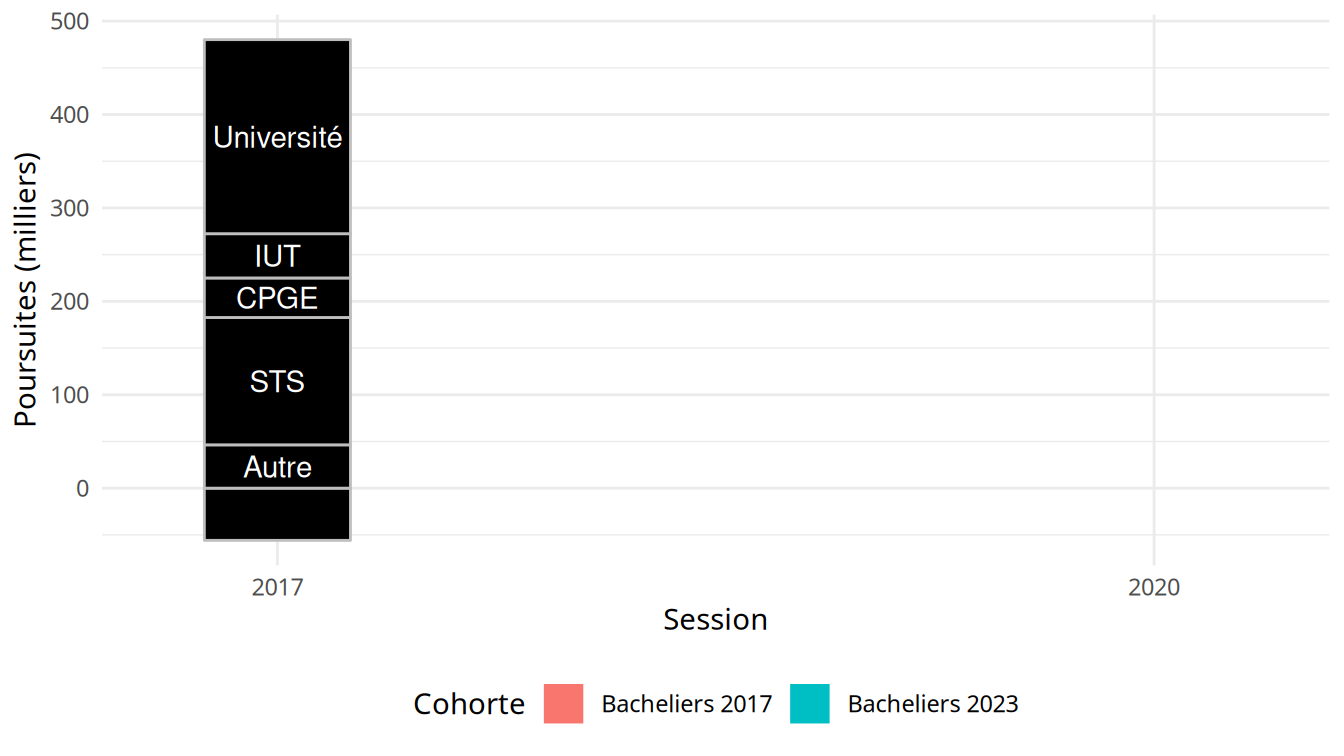 500
400
300
200
100
0
Poursuites (milliers)
Université
IUT
CPGE
STS
Autre
2017 2020
Session
Cohorte Bacheliers 2017 Bacheliers 2023